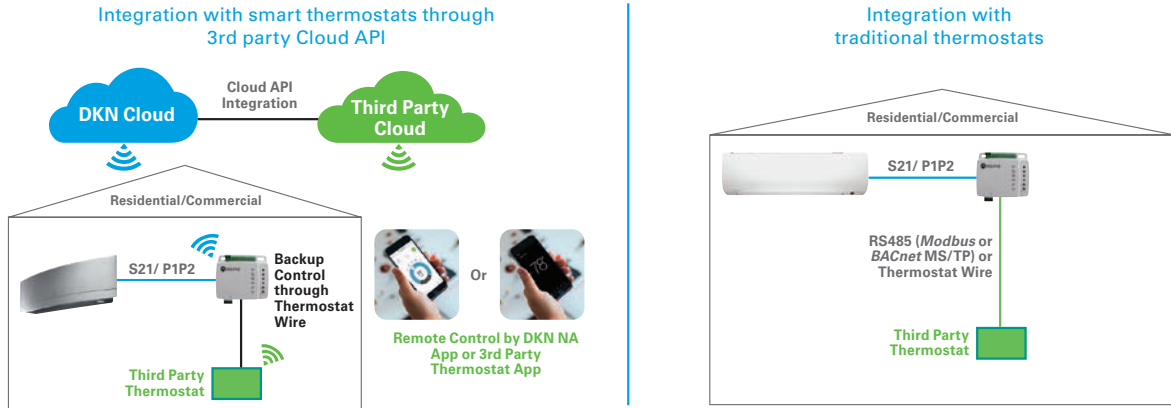 Integration with smart thermostats through
3rd party Cloud API
DKN Cloud
Cloud API
Integration
Third Party
Cloud
Residential/Commercial
S21/ P1P2
Backup
Control
through
Thermostat
Wire
Third Party
Thermostat
Or
78
Remote Control by DKN NA
App or 3rd Party
Thermostat App
Integration with
traditional thermostats
Residential/Commercial
S21/ P1P2
RS485 (Modbus or
BACnet MS/TP) or
Thermostat Wire
Third Party
Thermostat